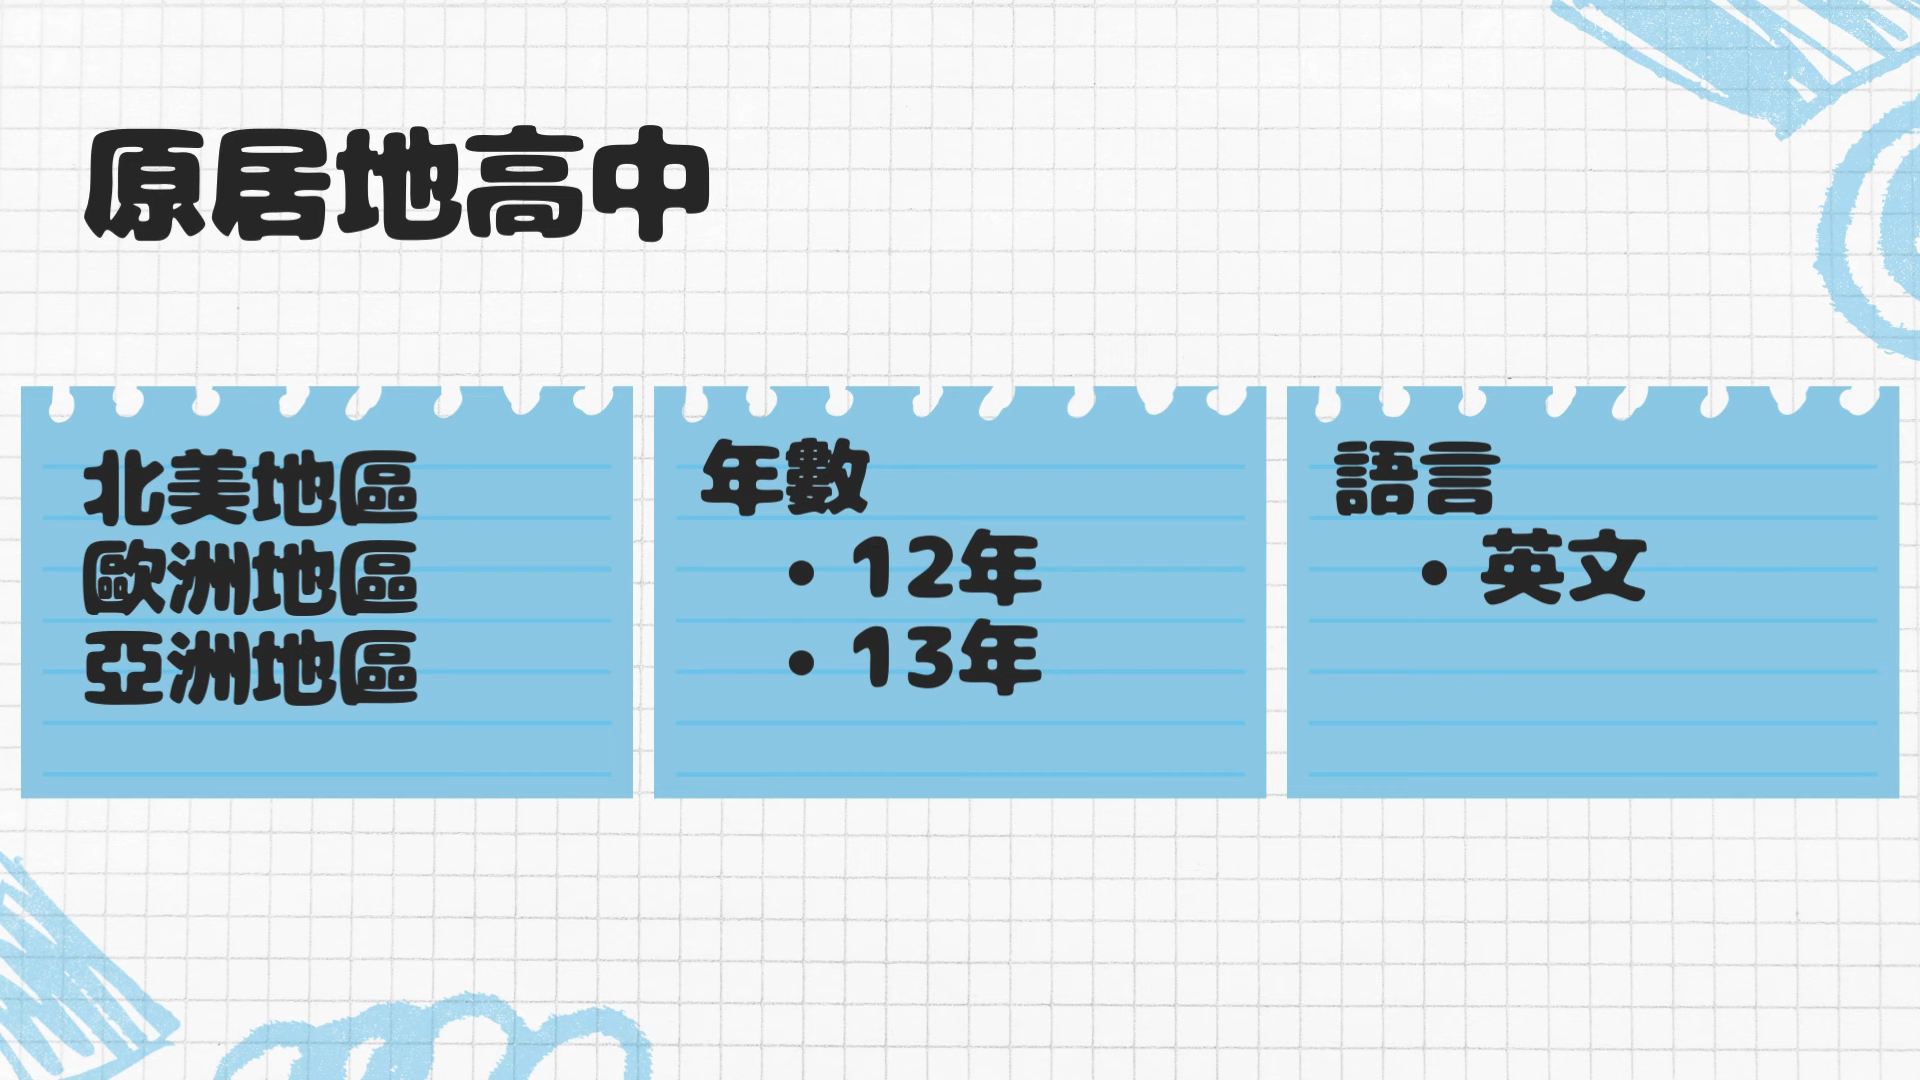 原居地高中
北美地區
歐洲地區
亞洲地區
年數
• 12年
• 13年
語言
• 英文